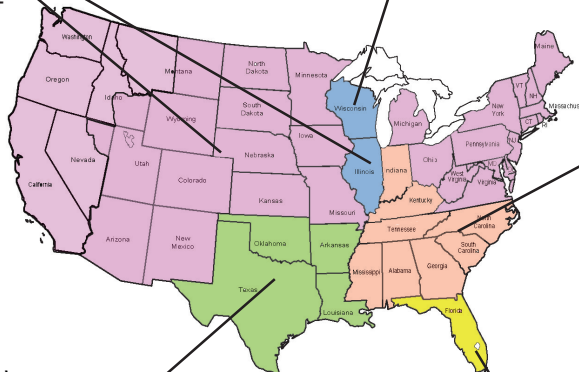 Washington
Montana
North
Dakota
Minnesota
Maine
Oregon
Idaho
South
Dakota
Wisconsin
Michigan
New
York
VT
NH
Massachus
CT
RI
Wyoming
Iowa
Nebraska
Pennsylvania
NJ
MD
Nevada
Utah
Colorado
Illinois
Indiana
Ohio
West
Virginia
Virginia
California
Kansas
Missouri
Kentucky
North
Carolina
Tennessee
Arizona
New
Mexico
Oklahoma
Arkansas
South
Carolina
Mississippi
Alabama
Georgia
Texas
Louisiana
Florida